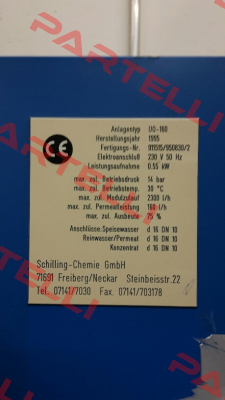 PARTELLI
CE
Anlagentyp UO-160
Herstellungsjahr 1995
Fertigungs-Nr. 911515/950830/2
Elektroanschluß 230 V 50 Hz
Leistungsaufnahme 0.55 kW
max. zul. Betriebsdruck 14 bar
max. zul. Betriebstemp. 30 °C
max. zul. Modulzulauf 2300 l/h
max. zul. Permeatleistung 160 l/h
max. zul. Ausbeute 75 %
Anschlüsse: Speisewasser d 16 DN 10
Reinwasser/Permeat d 16 DN 10
Konzentrat d 16 DN 10
Schilling-Chemie GmbH
71691 Freiberg/Neckar Steinbeisstr.22
Tel. 07141/7030 Fax. 07141/703178
PARTELLI